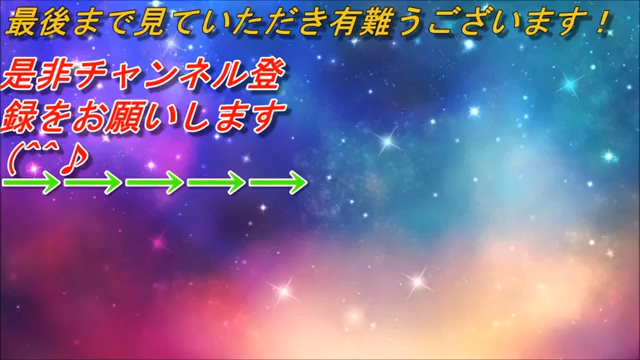 最後まで見ていただき有難うございます！
是非チャンネル登
録をお願いします
(^^♪
→→→→→